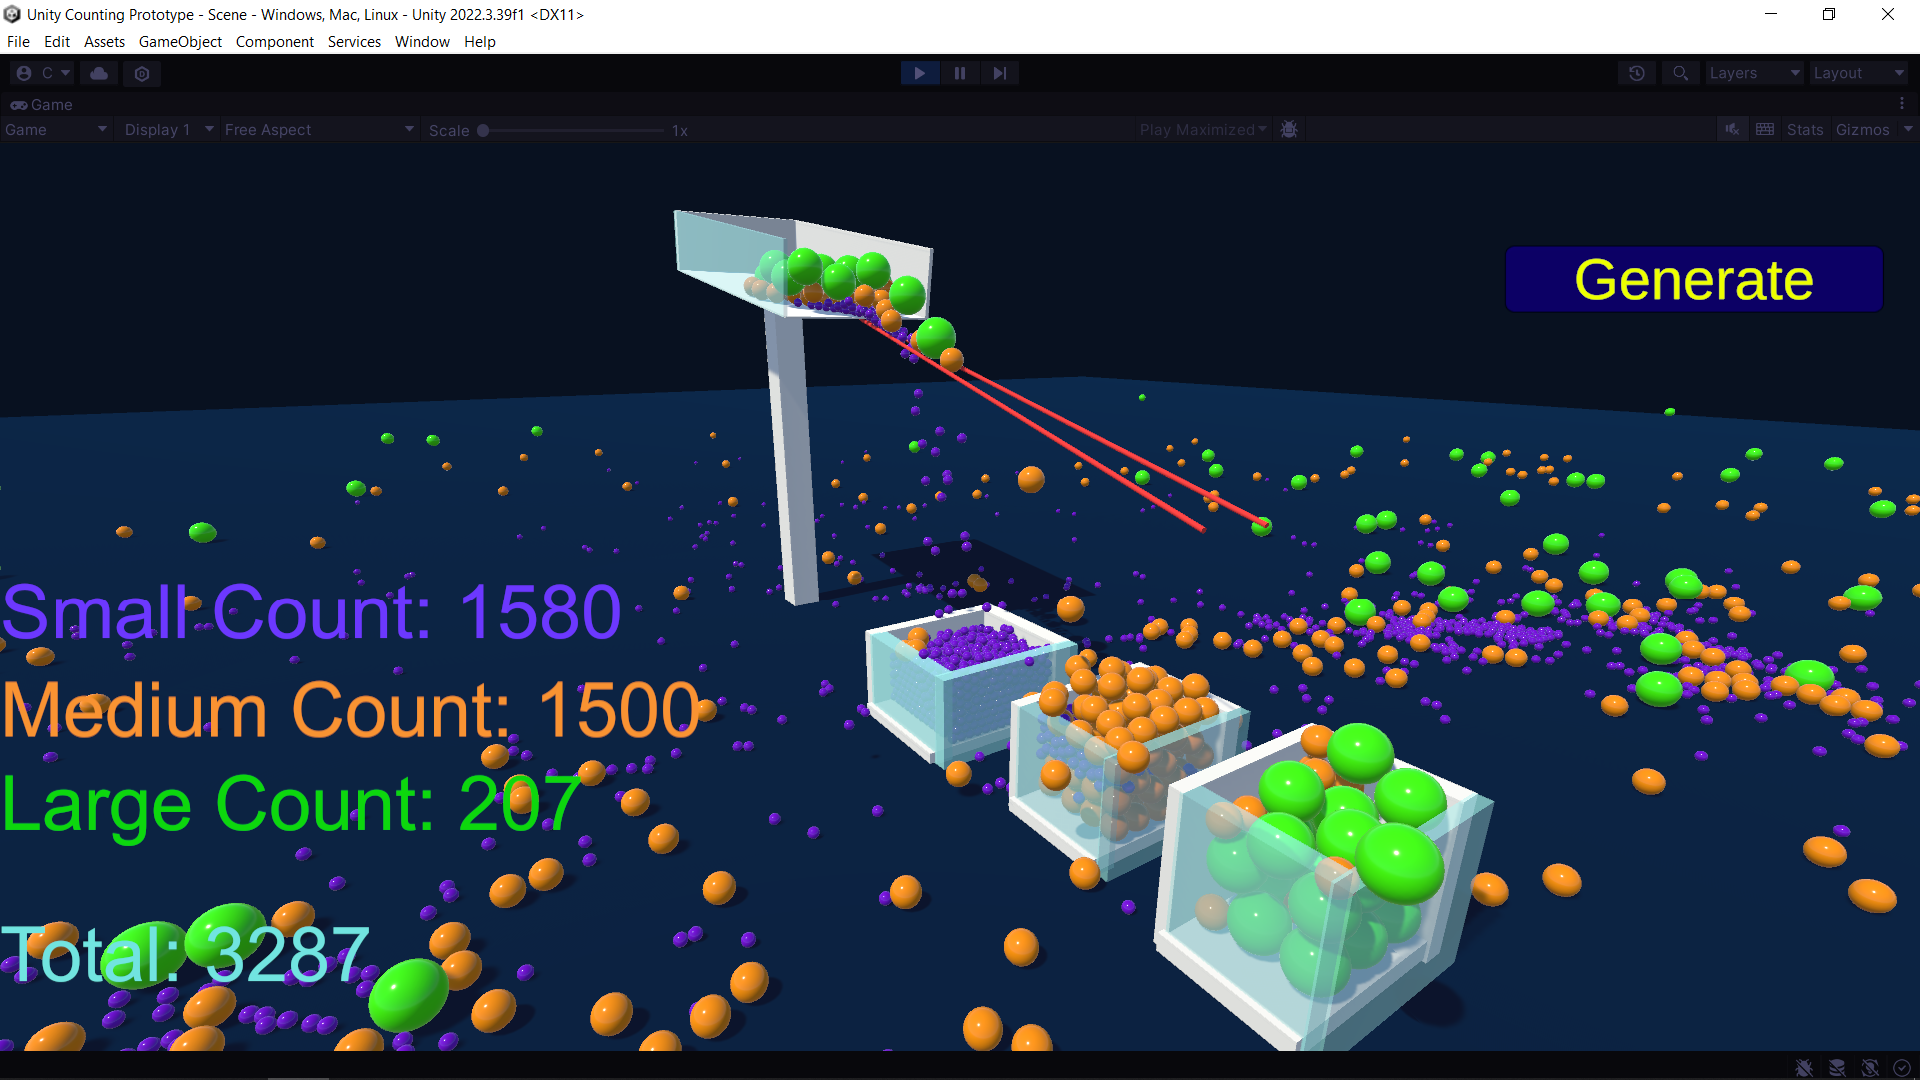 Unity Counting Prototype - Scene - Windows, Mac, Linux - Unity 2022.3.39f1 <DX11>
File Edit Assets GameObject Component Services Window Help
C Layers Layout
Game
Game Display 1 Free Aspect Scale 1x Play Maximized Stats Gizmos
Generate
Small Count: 1580
Medium Count: 1500
Large Count: 207
Total: 3287